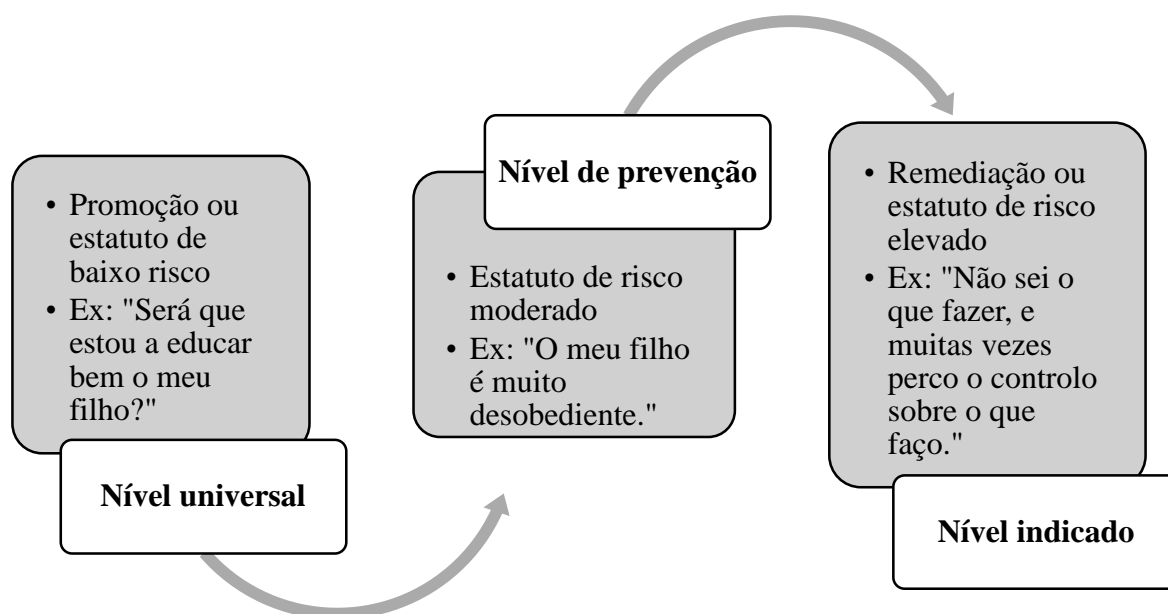 • Promoção ou
estatuto de
baixo risco
• Ex: "Será que
estou a educar
bem o meu
filho?"
Nível universal
Nível de prevenção
• Estatuto de risco
moderado
• Ex: "O meu filho
é muito
desobediente."
• Remediação ou
estatuto de risco
elevado
• Ex: "Não sei o
que fazer, e
muitas vezes
perco o controlo
sobre o que
faço."
Nível indicado